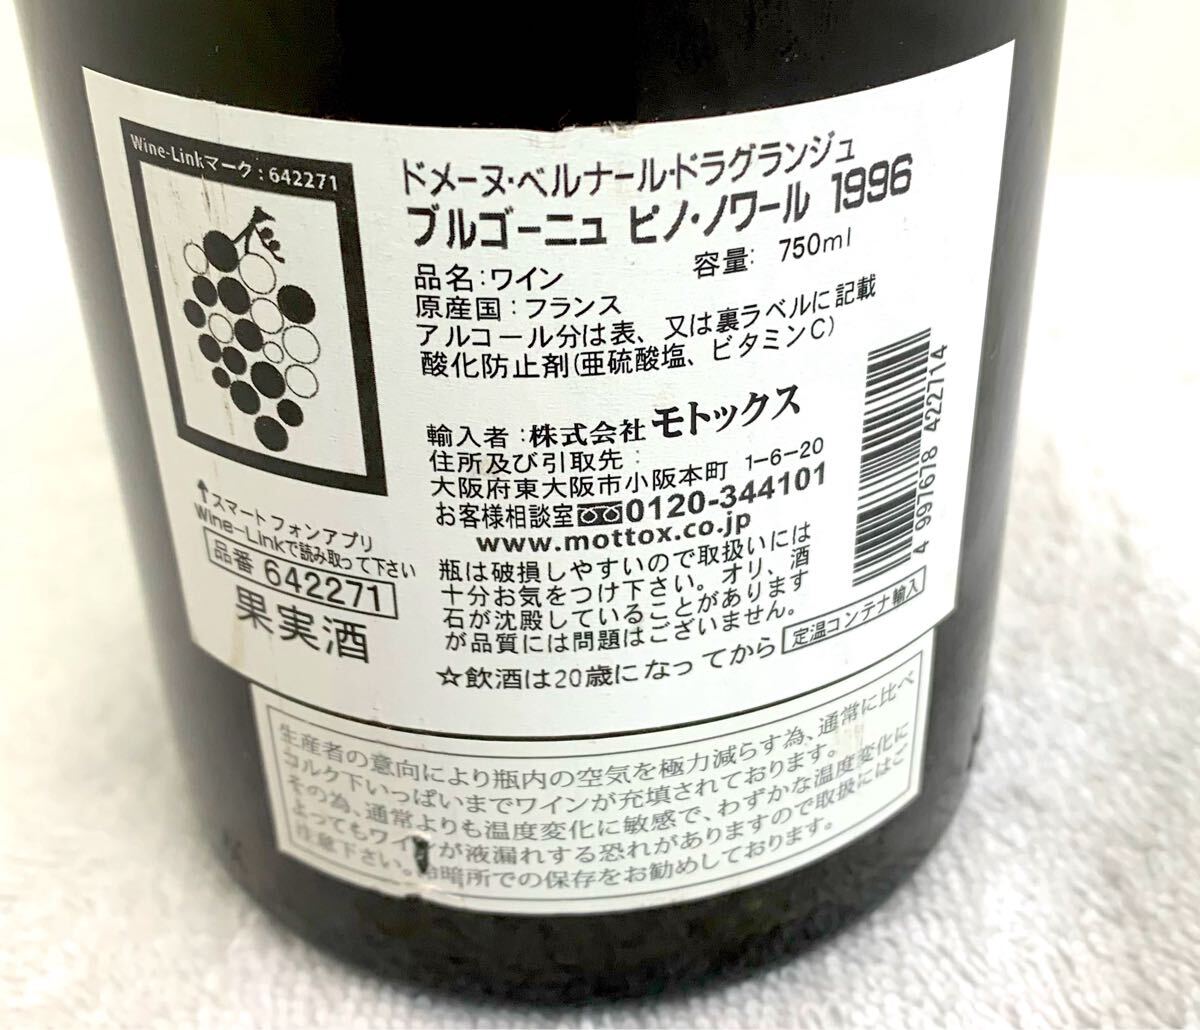 Wine-Linkマーク:642271
↑スマートフォンアプリ
Wine-Linkで読み取って下さい
品番 642271
果実酒
ドメーヌ・ベルナール・ドラグランジュ
ブルゴーニュ ピノ・ノワール 1996
品名:ワイン
容量: 750ml
原産国:フランス
アルコール分は表、又は裏ラベルに記載
酸化防止剤(亜硫酸塩、ビタミンC)
輸入者:株式会社 モトックス
住所及び引取先:
大阪府東大阪市小阪本町 1-6-20
お客様相談室 0120-344101
www.mottox.co.jp
瓶は破損しやすいので取扱いには
十分お気をつけ下さい。オリ、酒
石が沈殿していることがあります
が品質には問題はございません。
☆飲酒は20歳になってから
定温コンテナ輸入
4 997678 422714
生産者の意向により瓶内の空気を極力減らす為、通常に比べ
コルク下いっぱいまでワインが充填されております。
その為、通常よりも温度変化に敏感で、わずかな温度変化に
よってもワインが液漏れする恐れがありますので取扱にはご
注意下さい。冷暗所での保存をお勧めしております。